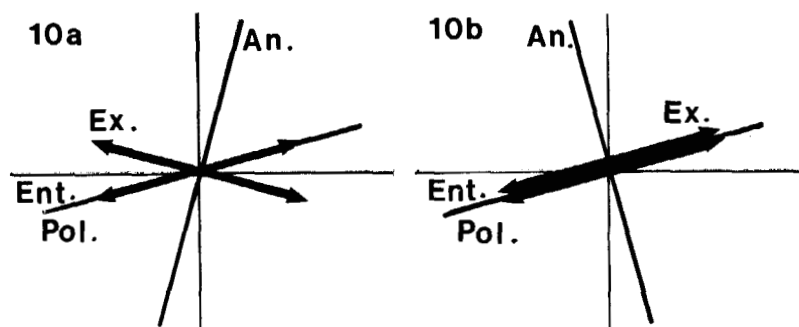 10a
An.
Ex.
Ent.
Pol.
10b
An.
Ex.
Ent.
Pol.